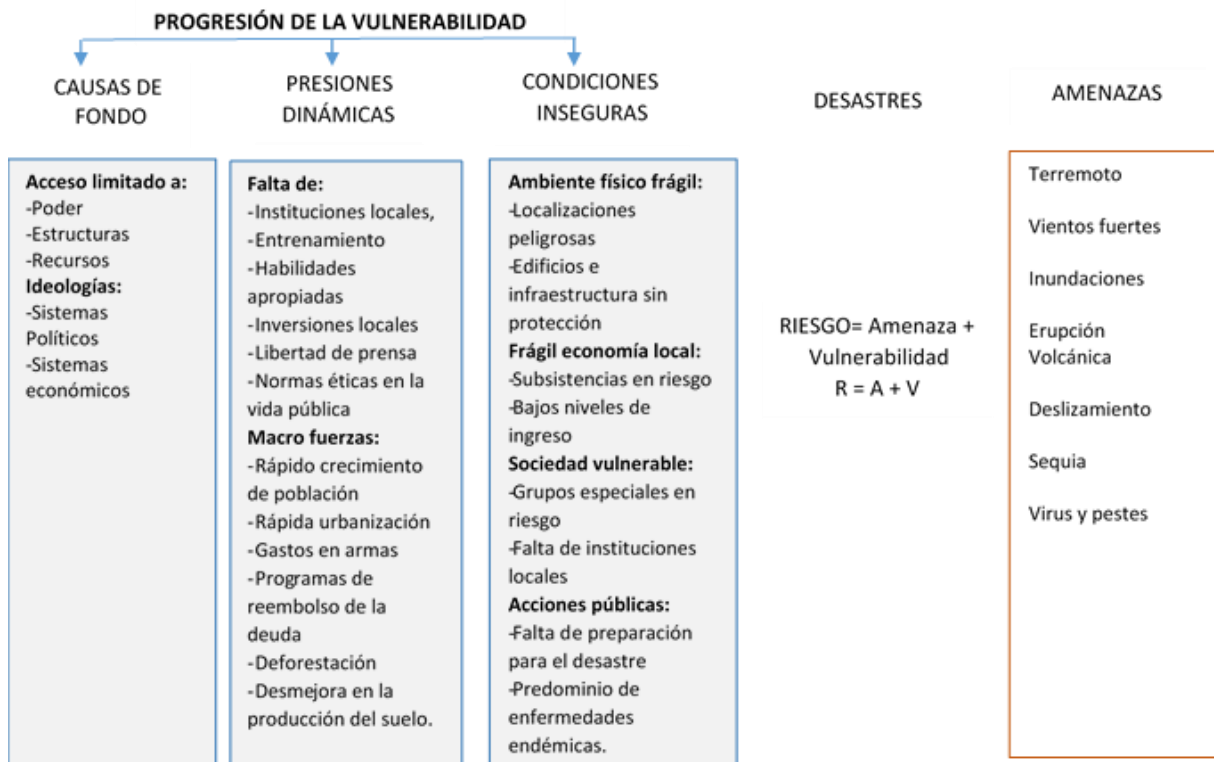 PROGRESIÓN DE LA VULNERABILIDAD
CAUSAS DE
FONDO
PRESIONES
DINÁMICAS
CONDICIONES
INSEGURAS
DESASTRES
AMENAZAS
Acceso limitado a:
-Poder
-Estructuras
-Recursos
Ideologías:
-Sistemas
Políticos
-Sistemas
económicos
Falta de:
-Instituciones locales,
-Entrenamiento
-Habilidades
apropiadas
-Inversiones locales
-Libertad de prensa
-Normas éticas en la
vida pública
Macro fuerzas:
-Rápido crecimiento
de población
-Rápida urbanización
-Gastos en armas
-Programas de
reembolso de la
deuda
-Deforestación
-Desmejora en la
producción del suelo.
Ambiente físico frágil:
-Localizaciones
peligrosas
-Edificios e
infraestructura sin
protección
Frágil economía local:
-Subsistencias en riesgo
-Bajos niveles de
ingreso
Sociedad vulnerable:
-Grupos especiales en
riesgo
-Falta de instituciones
locales
Acciones públicas:
-Falta de preparación
para el desastre
-Predominio de
enfermedades
endémicas.
RIESGO= Amenaza +
Vulnerabilidad
R = A + V
Terremoto
Vientos fuertes
Inundaciones
Erupción
Volcánica
Deslizamiento
Sequia
Virus y pestes